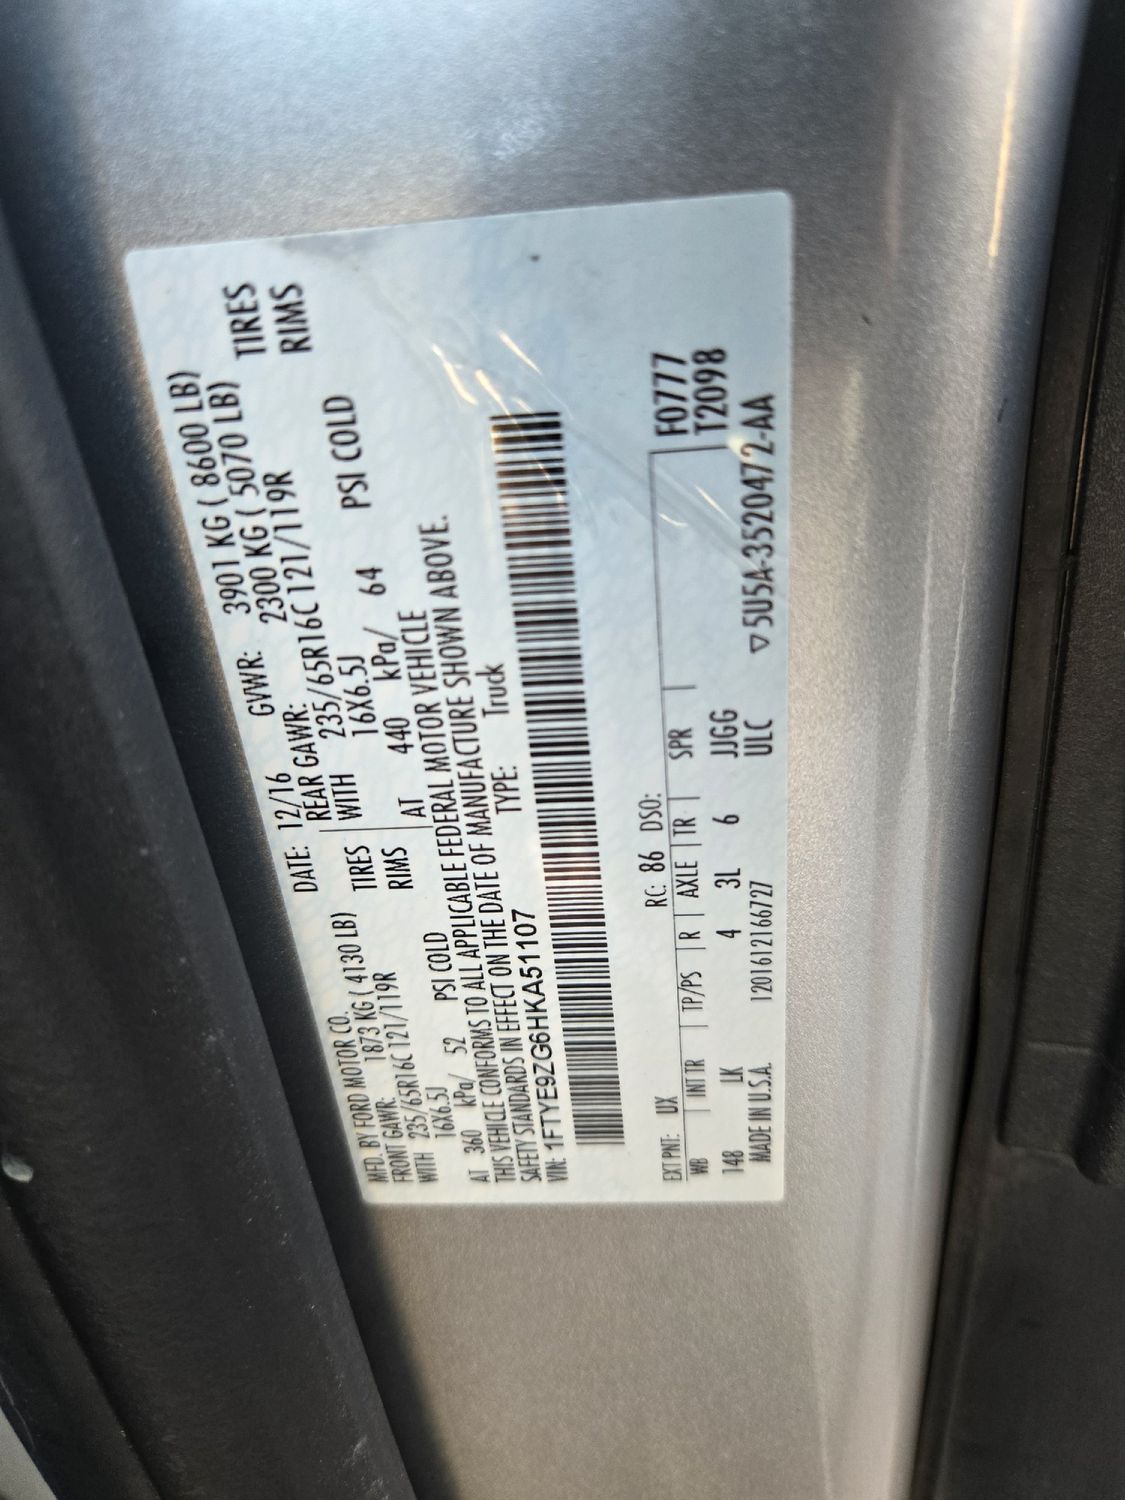 MFD. BY FORD MOTOR CO. DATE: 12/16 GVWR: 3901 KG ( 8600 LB)
FRONT GAWR: 1873 KG ( 4130 LB) REAR GAWR: 2300 KG ( 5070 LB)
WITH 235/65R16C 121/119R TIRES WITH 235/65R16C 121/119R TIRES
16X6.5J RIMS 16X6.5J RIMS
AT 360 kPa/ 52 PSI COLD AT 440 kPa/ 64 PSI COLD
THIS VEHICLE CONFORMS TO ALL APPLICABLE FEDERAL MOTOR VEHICLE
SAFETY STANDARDS IN EFFECT ON THE DATE OF MANUFACTURE SHOWN ABOVE.
VIN: 1FTYE9ZG6HKA51107 TYPE: Truck
EXT PNT: UX RC: 86 DSO: F0777
WB INT TR TP/PS R AXLE TR SPR T2098
148 LK 4 3L 6 JJGG
MADE IN U.S.A. 120161216672​7 ULC ▽5U5A-3520472-AA